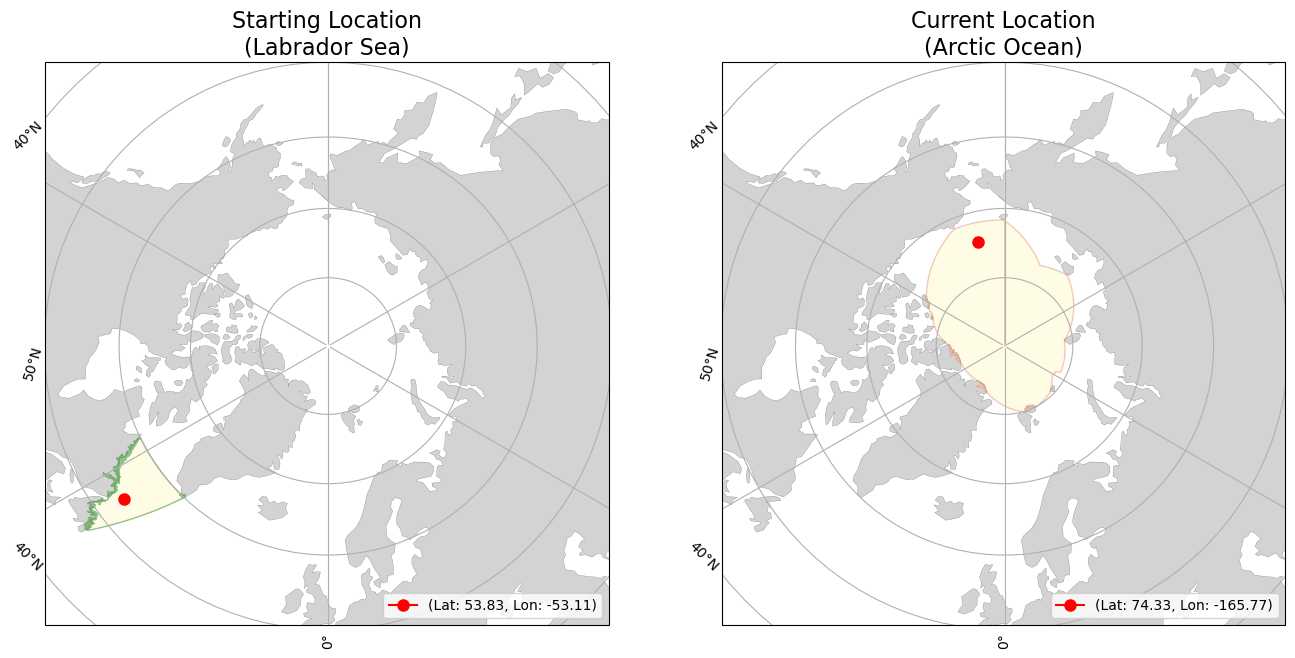 Starting Location
(Labrador Sea)
40°N
50°N
40°N
0°
(Lat: 53.83, Lon: -53.11)
Current Location
(Arctic Ocean)
40°N
50°N
40°N
0°
(Lat: 74.33, Lon: -165.77)